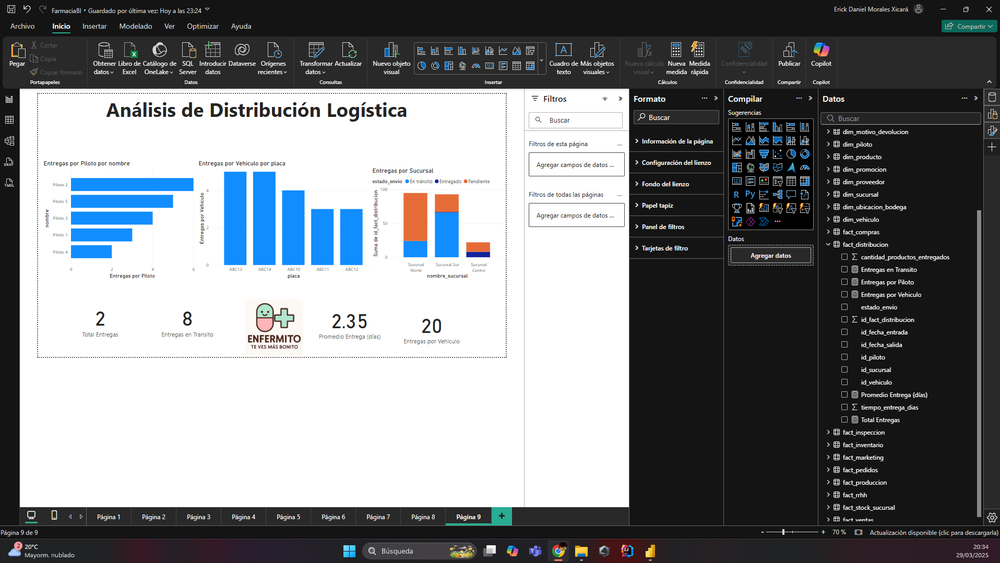 FarmaciaBI • Guardado por última vez: Hoy a las 23:24
Erick Daniel Morales Xicará
Archivo
Inicio
Insertar
Modelado
Ver
Optimizar
Ayuda
Compartir
Pegar
Cortar
Copia
Copiar formato
Portapapeles
Obtener datos
Libro de Excel
Catálogo de OneLake
SQL Server
Introducir datos
Dataverse
Orígenes recientes
Datos
Transformar datos
Actualizar
Consultas
Nuevo objeto visual
Cuadro de texto
Más objetos visuales
Insertar
Nuevo cálculo visual
Nueva medida
Medida rápida
Cálculos
Confidencialidad
Confidencialidad
Publicar
Compartir
Copilot
Copilot
Análisis de Distribución Logística
Entregas por Piloto por nombre
nombre
Piloto 2
Piloto 5
Piloto 3
Piloto 1
Piloto 4
0 2 4 6
Entregas por Piloto
Entregas por Vehiculo por placa
Entregas por Vehiculo
4
2
0
ABC13 ABC14 ABC10 ABC11 ABC12
placa
Entregas por Sucursal
estado_envio En tránsito Entregado Pendiente
Suma de id_fact_distribucion
100
50
0
Sucursal Norte
Sucursal Sur
Sucursal Centro
nombre_sucursal
2
Total Entregas
8
Entregas en Transito
ENFERMITO
TE VES MÁS BONITO
2.35
Promedio Entrega (días)
20
Entregas por Vehiculo
Filtros
Buscar
Filtros de esta página ...
Agregar campos de datos ...
Filtros de todas las páginas ...
Agregar campos de datos ...
Formato
Buscar
Información de la página
Configuración del lienzo
Fondo del lienzo
Papel tapiz
Panel de filtros
Tarjetas de filtro
Compilar
Sugerencias
123
R Py
123
Datos
Agregar datos
Datos
Buscar
dim_motivo_devolucion
dim_piloto
dim_producto
dim_promocion
dim_proveedor
dim_sucursal
dim_ubicacion_bodega
dim_vehiculo
fact_compras
fact_distribucion
∑ cantidad_productos_entregados
Entregas en Transito
Entregas por Piloto
Entregas por Vehiculo
estado_envio
∑ id_fact_distribucion
id_fecha_entrada
id_fecha_salida
id_piloto
id_sucursal
id_vehiculo
Promedio Entrega (días)
∑ tiempo_entrega_dias
Total Entregas
fact_inspeccion
fact_inventario
fact_marketing
fact_pedidos
fact_produccion
fact_rrhh
fact_stock_sucursal
fact_ventas
DAX
TMDL
Página 1
Página 2
Página 3
Página 4
Página 5
Página 6
Página 7
Página 8
Página 9
+
Página 9 de 9
- + 70 %
Actualización disponible (clic para descargarla)
2
20°C
Mayorm. nublado
Búsqueda
20:34
29/03/2025